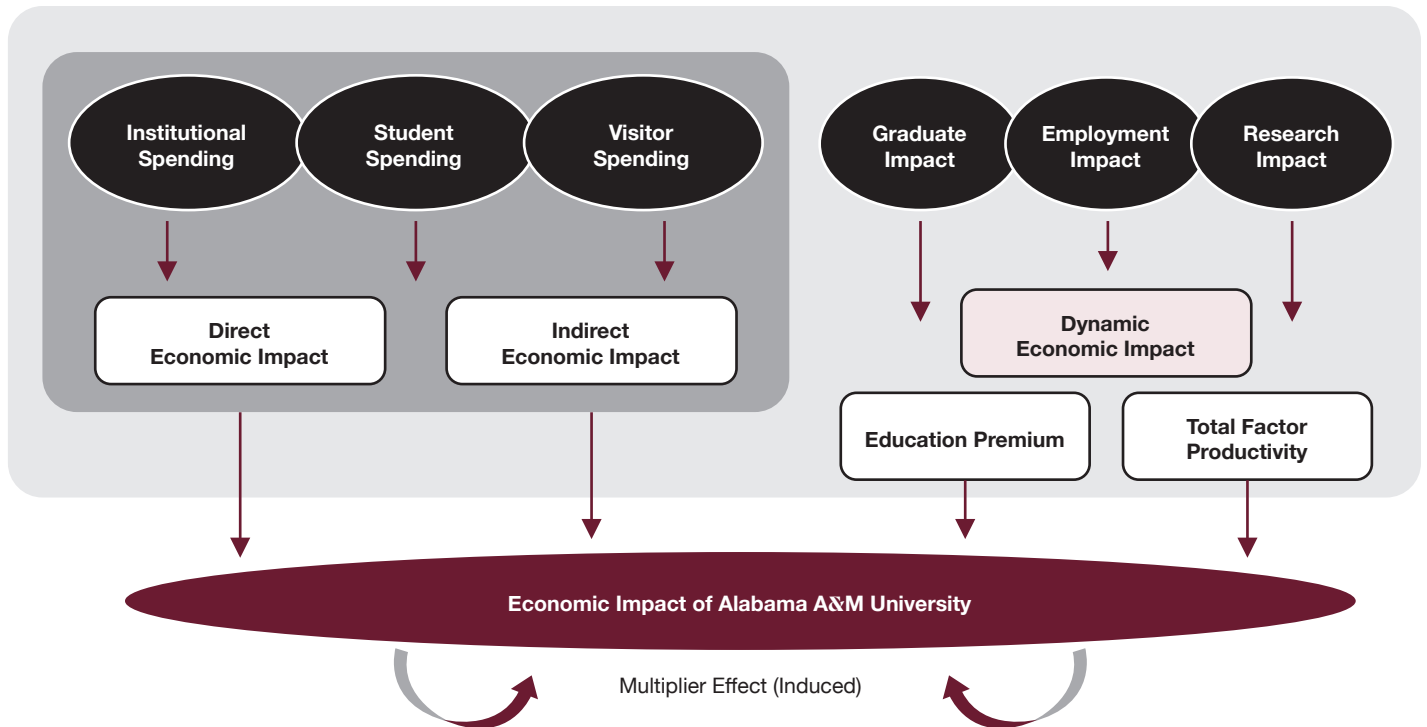 Institutional
Spending
Student
Spending
Visitor
Spending
Graduate
Impact
Employment
Impact
Research
Impact
Direct
Economic Impact
Indirect
Economic Impact
Dynamic
Economic Impact
Education Premium
Total Factor
Productivity
Economic Impact of Alabama A&M University
Multiplier Effect (Induced)